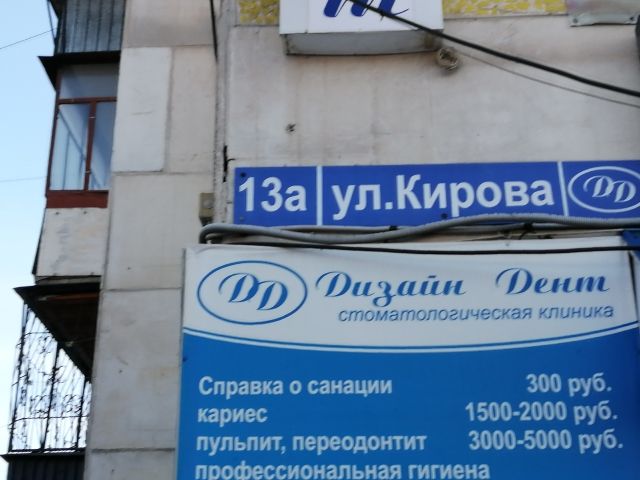 13а ул.Кирова DD
DD Дизайн Дент
стоматологическая клиника
Справка о санации 300 руб.
кариес 1500-2000 руб.
пульпит, переодонтит 3000-5000 руб.
профессиональная гигиена